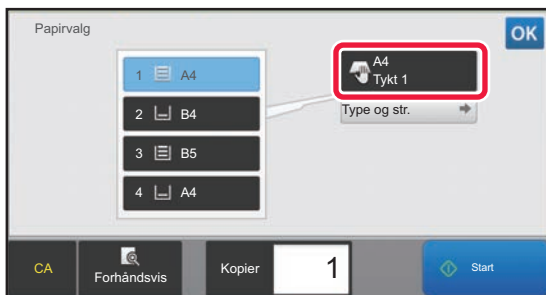 Papirvalg
OK
1 A4
2 B4
3 B5
4 A4
A4
Tykt 1
Type og str.
CA
Forhåndsvis
Kopier
1
Start